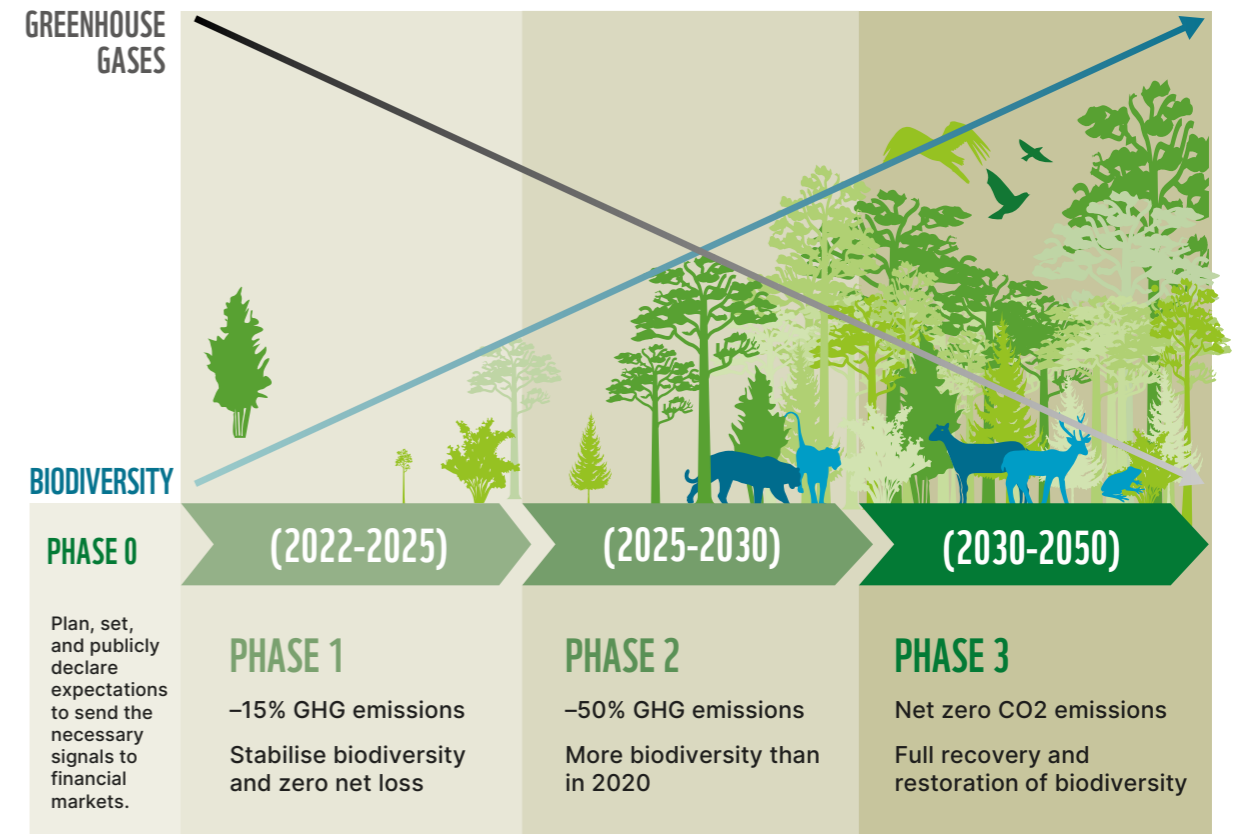 GREENHOUSE
GASES
BIODIVERSITY
PHASE 0
Plan, set,
and publicly
declare
expectations
to send the
necessary
signals to
financial
markets.
(2022-2025)
PHASE 1
–15% GHG emissions
Stabilise biodiversity
and zero net loss
(2025-2030)
PHASE 2
–50% GHG emissions
More biodiversity than
in 2020
(2030-2050)
PHASE 3
Net zero CO2 emissions
Full recovery and
restoration of biodiversity